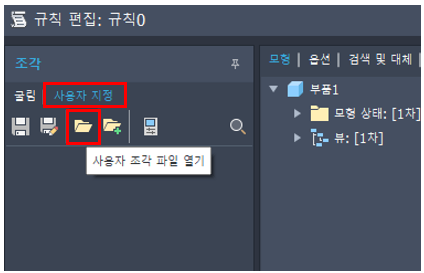 규칙 편집: 규칙0
조각
굴림 | 사용자 지정
사용자 조각 파일 열기
모형 | 옵션 | 검색 및 대체 |
부품1
모형 상태: [1차]
뷰: [1차]